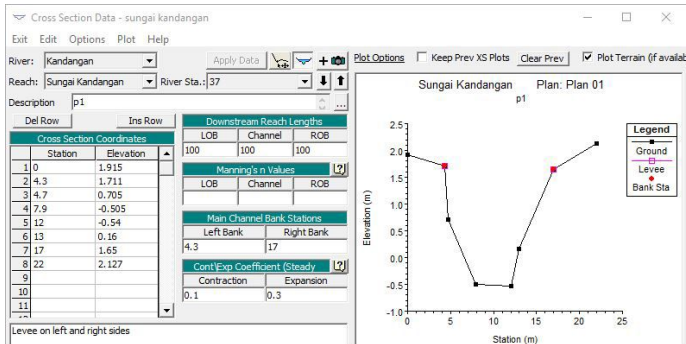 Cross Section Data - sungai kandangan
Exit Edit Options Plot Help
River: Kandangan Apply Data
Reach: Sungai Kandangan River Sta.: 37
Description p1 ...
Del Row Ins Row
Cross Section Coordinates
Station Elevation
1 0 1.915
2 4.3 1.711
3 4.7 0.705
4 7.9 -0.505
5 12 -0.54
6 13 0.16
7 17 1.65
8 22 2.127
9
10
11
Downstream Reach Lengths
LOB Channel ROB
100 100 100
Manning's n Values ?
LOB Channel ROB
Main Channel Bank Stations
Left Bank Right Bank
4.3 17
Cont\Exp Coefficient (Steady ?
Contraction Expansion
0.1 0.3
Levee on left and right sides
Plot Options Keep Prev XS Plots Clear Prev Plot Terrain (if availab
Sungai Kandangan Plan: Plan 01
p1
Elevation (m)
2.5
2.0
1.5
1.0
0.5
0.0
-0.5
-1.0
0 5 10 15 20 25
Station (m)
Legend
Ground
Levee
Bank Sta